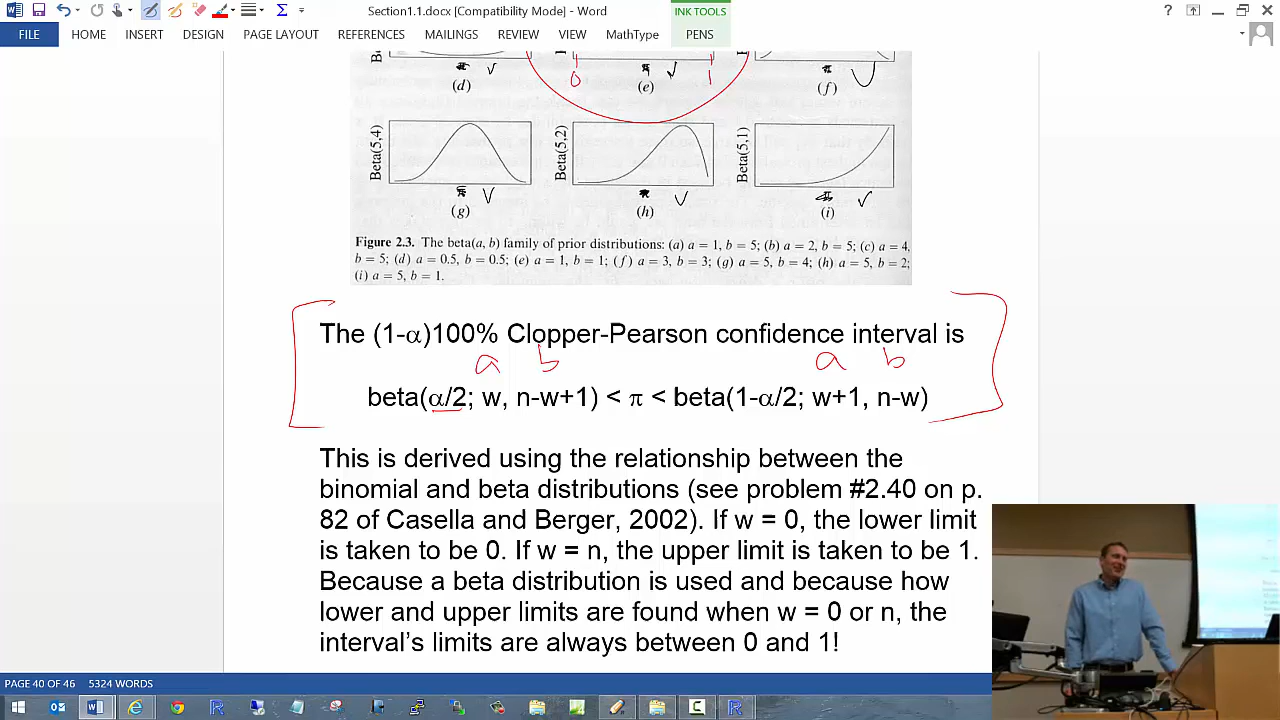 Section1.1.docx [Compatibility Mode] - Word
INK TOOLS
FILE HOME INSERT DESIGN PAGE LAYOUT REFERENCES MAILINGS REVIEW VIEW MathType PENS
0 1
(d) (e) (f)
Beta(5,4) Beta(5,2) Beta(5,1)
(g) (h) (i)
Figure 2.3. The beta(a, b) family of prior distributions: (a) a = 1, b = 5; (b) a = 2, b = 5; (c) a = 4,
b = 5; (d) a = 0.5, b = 0.5; (e) a = 1, b = 1; (f) a = 3, b = 3; (g) a = 5, b = 4; (h) a = 5, b = 2;
(i) a = 5, b = 1.
The (1-α)100% Clopper-Pearson confidence interval is
a b a b
beta(α/2; w, n-w+1) < π < beta(1-α/2; w+1, n-w)
This is derived using the relationship between the
binomial and beta distributions (see problem #2.40 on p.
82 of Casella and Berger, 2002). If w = 0, the lower limit
is taken to be 0. If w = n, the upper limit is taken to be 1.
Because a beta distribution is used and because how
lower and upper limits are found when w = 0 or n, the
interval's limits are always between 0 and 1!
PAGE 40 OF 46 5324 WORDS